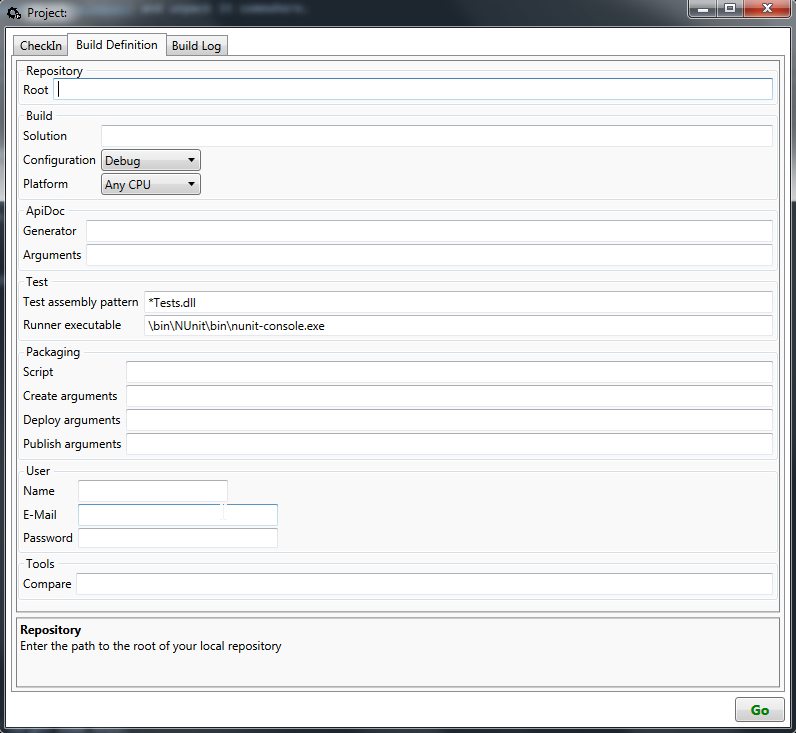 Project:
CheckIn
Build Definition
Build Log
Repository
Root
Build
Solution
Configuration Debug
Platform Any CPU
ApiDoc
Generator
Arguments
Test
Test assembly pattern *Tests.dll
Runner executable \bin\NUnit\bin\nunit-console.exe
Packaging
Script
Create arguments
Deploy arguments
Publish arguments
User
Name
E-Mail
Password
Tools
Compare
Repository
Enter the path to the root of your local repository
Go